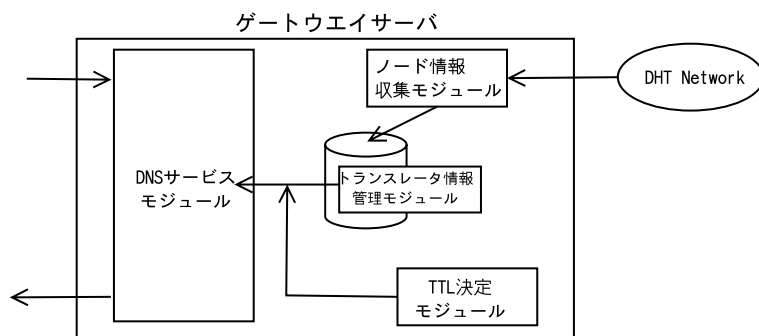 ゲートウエイサーバ
ノード情報
収集モジュール
DHT Network
DNSサービス
モジュール
トランスレータ情報
管理モジュール
TTL決定
モジュール